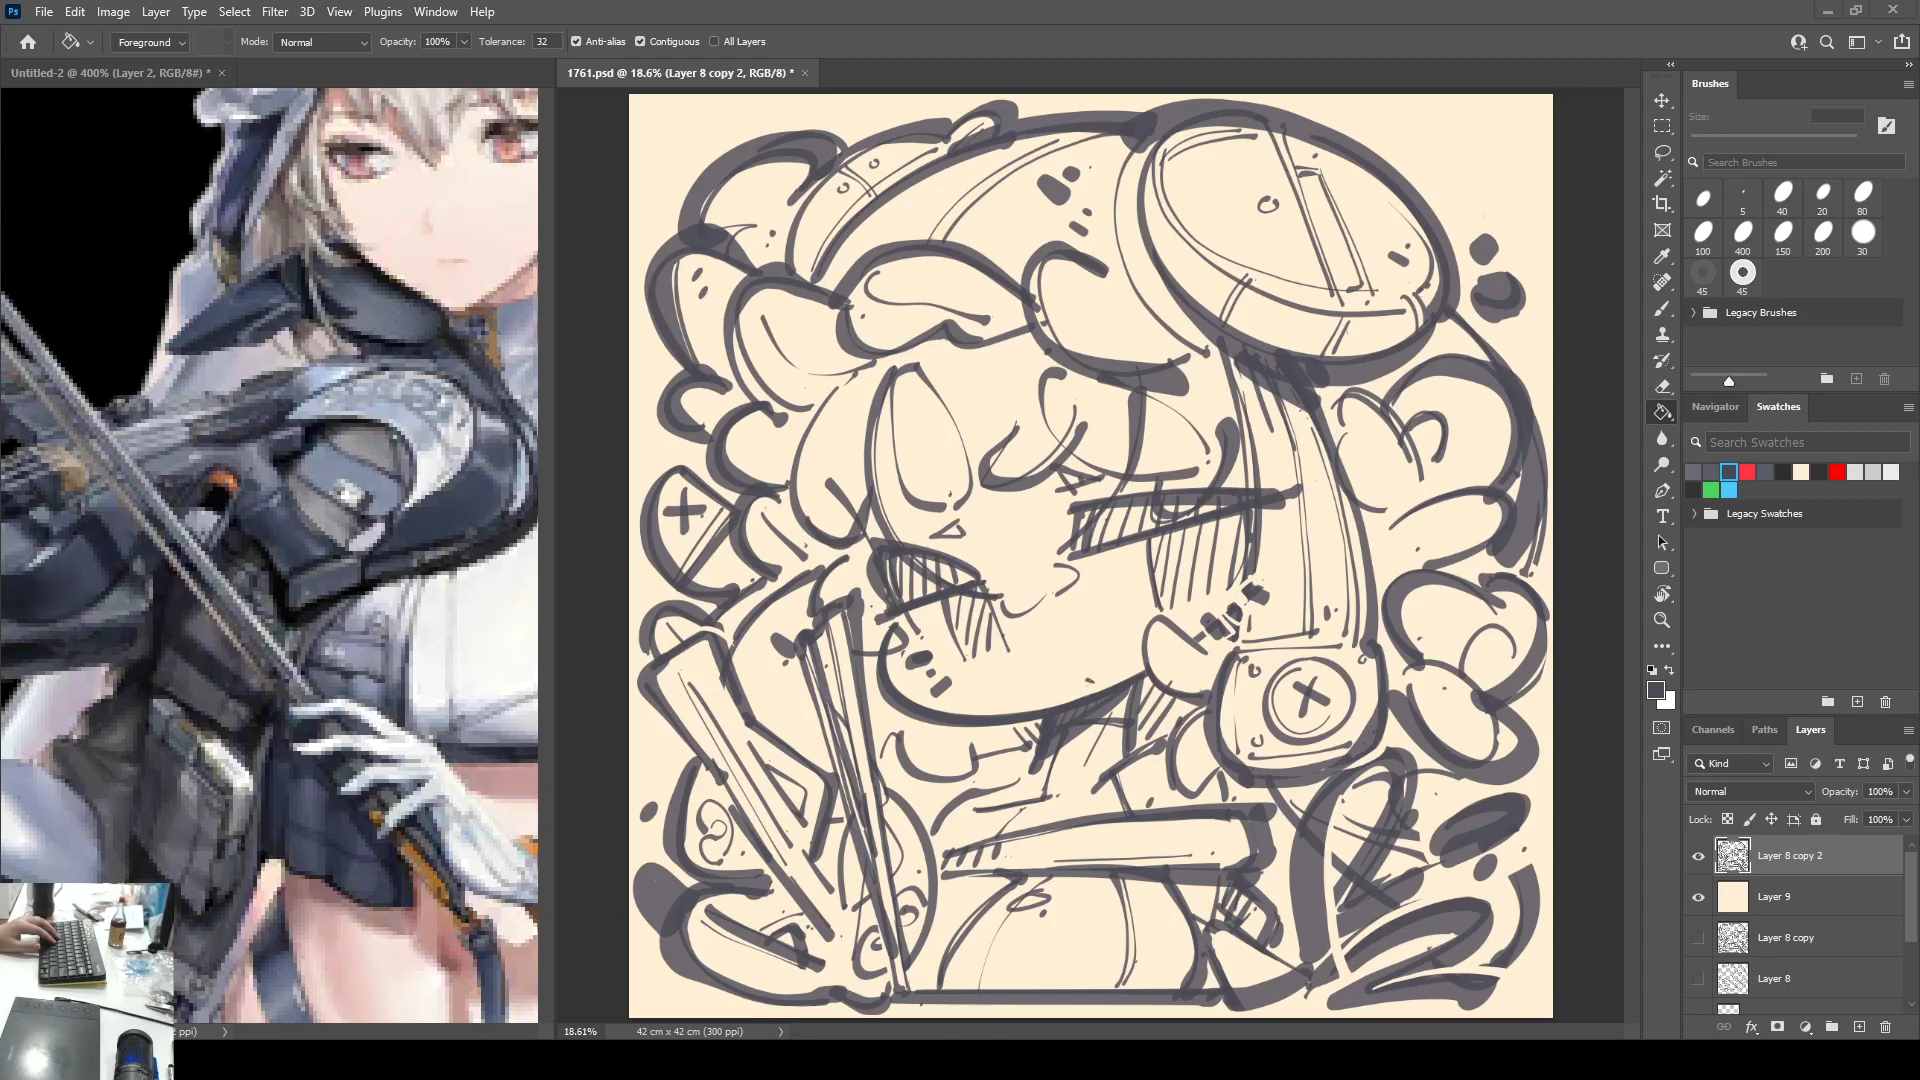 Ps File Edit Image Layer Type Select Filter 3D View Plugins Window Help
Foreground Mode: Normal Opacity: 100% Tolerance: 32 Anti-alias Contiguous All Layers
Untitled-2 @ 400% (Layer 2, RGB/8#) * ×
1761.psd @ 18.6% (Layer 8 copy 2, RGB/8) * ×
Brushes
Size:
Search Brushes
5 40 20 80
100 400 150 200 30
45 45
Legacy Brushes
Navigator Swatches
Search Swatches
Legacy Swatches
Channels Paths Layers
Kind
Normal Opacity: 100%
Lock: Fill: 100%
Layer 8 copy 2
Layer 9
Layer 8 copy
Layer 8
ppi)
18.61% 42 cm x 42 cm (300 ppi)